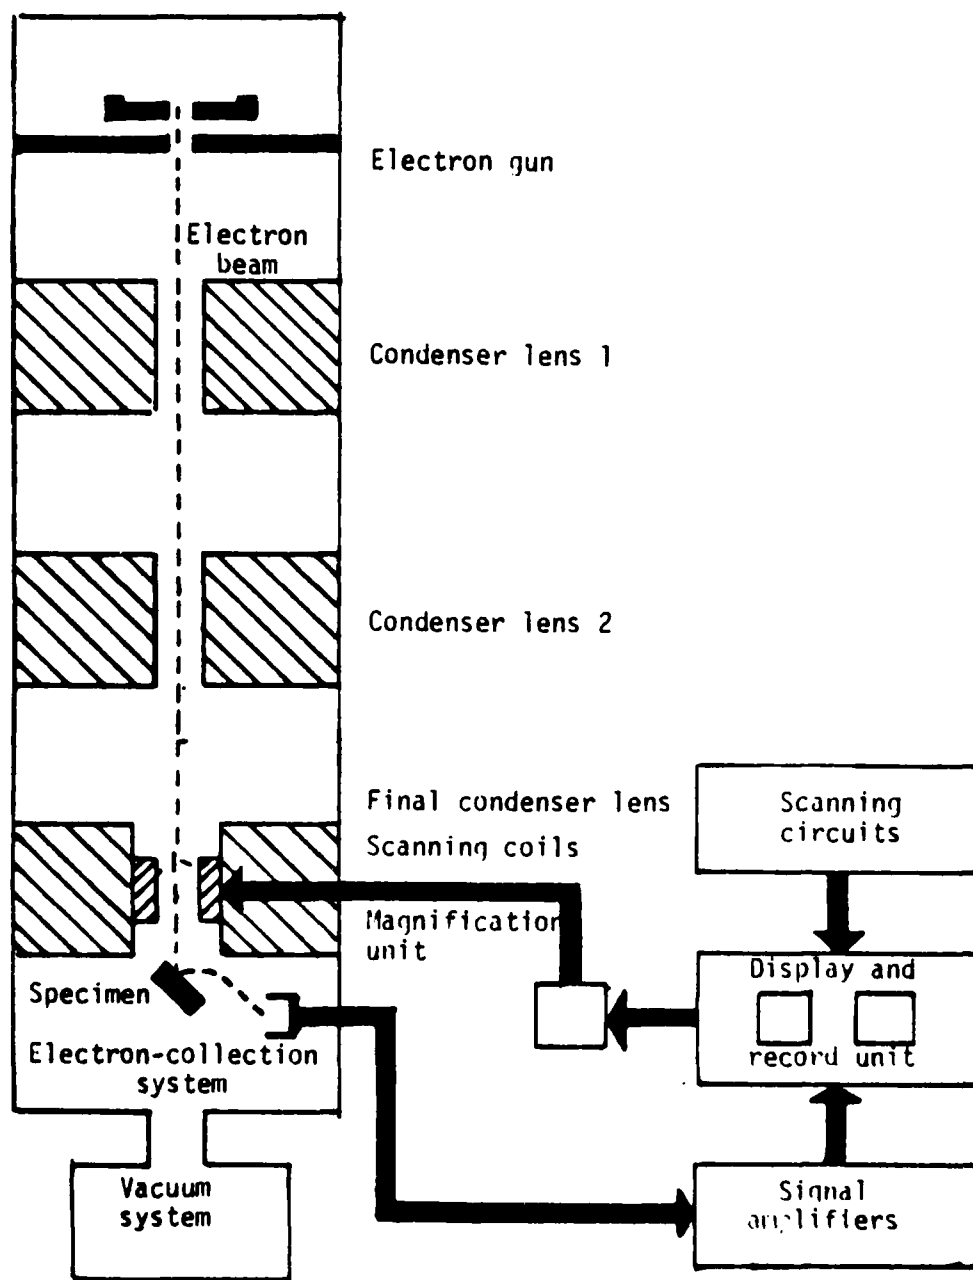 Electron gun
Electron
beam
Condenser lens 1
Condenser lens 2
Final condenser lens
Scanning coils
Magnification
unit
Scanning
circuits
Display and
record unit
Specimen
Electron-collection
system
Vacuum
system
Signal
amplifiers